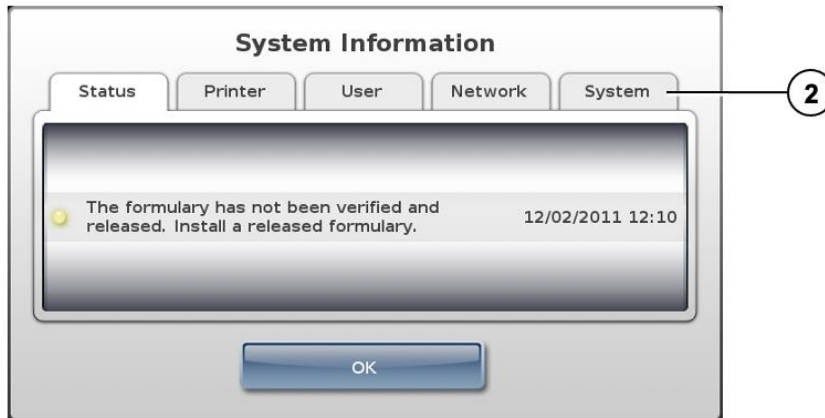 System Information
Status Printer User Network System
2
The formulary has not been verified and
released. Install a released formulary.
12/02/2011 12:10
OK